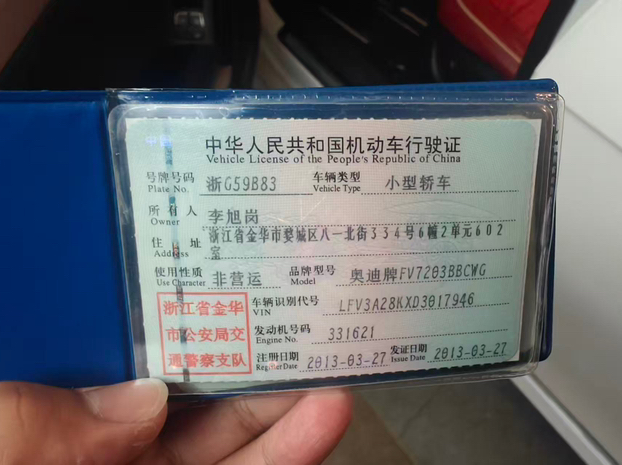 中华人民共和国机动车行驶证
Vehicle License of the People's Republic of China
号牌号码 浙G59B83 车辆类型 小型轿车
Plate No. Vehicle Type
所有人 李旭岗
Owner
住址 浙江省金华市婺城区八一北街334号6幢2单元602室
Address
使用性质 非营运 品牌型号 奥迪牌FV7203BBCWG
Use Character Model
浙江省金华
市公安局交
通警察支队
车辆识别代号 LFV3A28KXD3017946
VIN
发动机号码 331621
Engine No.
注册日期 2013-03-27 发证日期 2013-03-27
Register Date Issue Date